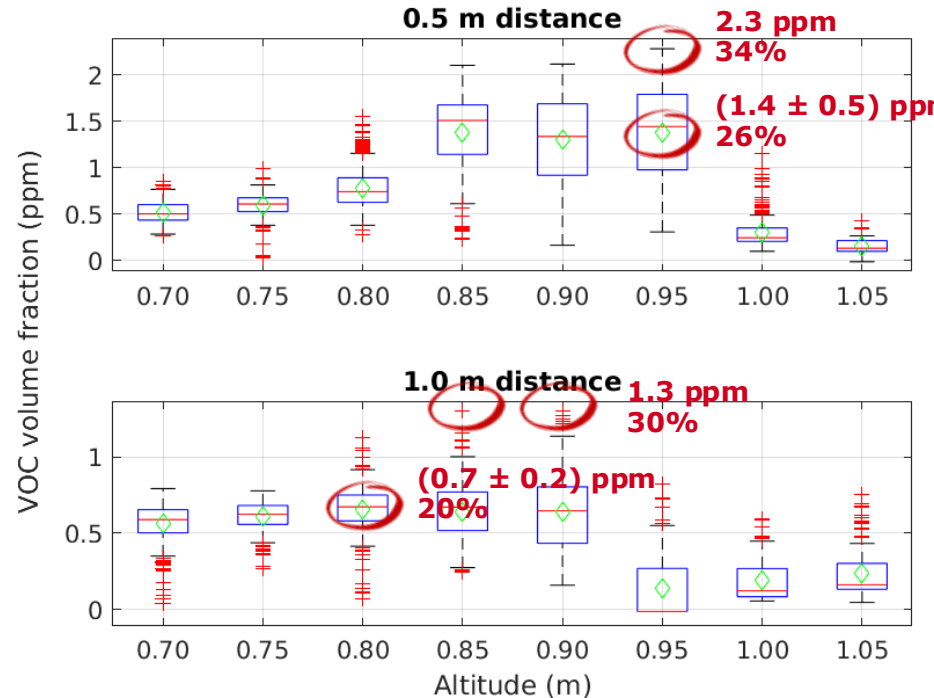 0.5 m distance
2.3 ppm
34%
(1.4 ± 0.5) ppm
26%
2
1.5
1
0.5
0
0.70 0.75 0.80 0.85 0.90 0.95 1.00 1.05
VOC volume fraction (ppm)
1.0 m distance
1.3 ppm
30%
(0.7 ± 0.2) ppm
20%
1
0.5
0
0.70 0.75 0.80 0.85 0.90 0.95 1.00 1.05
Altitude (m)